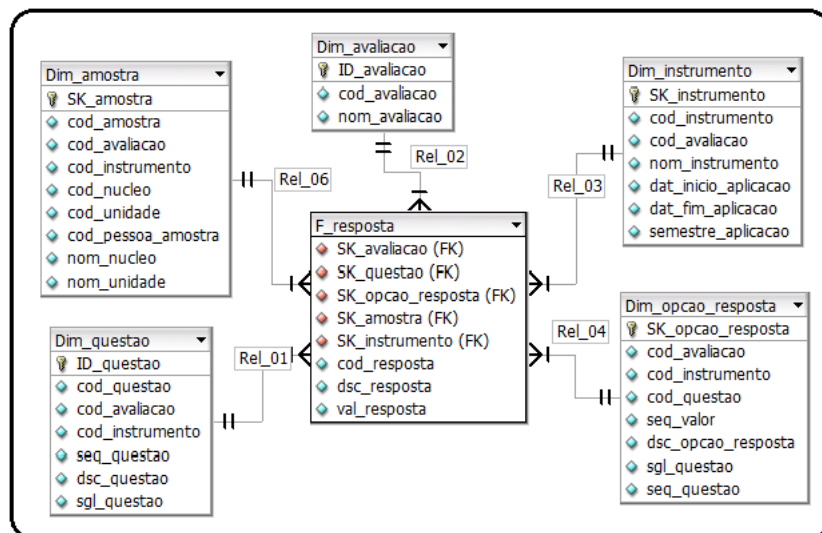 Dim_amostra
SK_amostra
cod_amostra
cod_avaliacao
cod_instrumento
cod_nucleo
cod_unidade
cod_pessoa_amostra
nom_nucleo
nom_unidade
Dim_avaliacao
ID_avaliacao
cod_avaliacao
nom_avaliacao
Dim_instrumento
SK_instrumento
cod_instrumento
cod_avaliacao
nom_instrumento
dat_inicio_aplicacao
dat_fim_aplicacao
semestre_aplicacao
Rel_06
Rel_02
Rel_03
F_resposta
SK_avaliacao (FK)
SK_questao (FK)
SK_opcao_resposta (FK)
SK_amostra (FK)
SK_instrumento (FK)
cod_resposta
dsc_resposta
val_resposta
Rel_01
Rel_04
Dim_questao
ID_questao
cod_questao
cod_avaliacao
cod_instrumento
seq_questao
dsc_questao
sgl_questao
Dim_opcao_resposta
SK_opcao_resposta
cod_avaliacao
cod_instrumento
cod_questao
seq_valor
dsc_opcao_resposta
sgl_questao
seq_questao